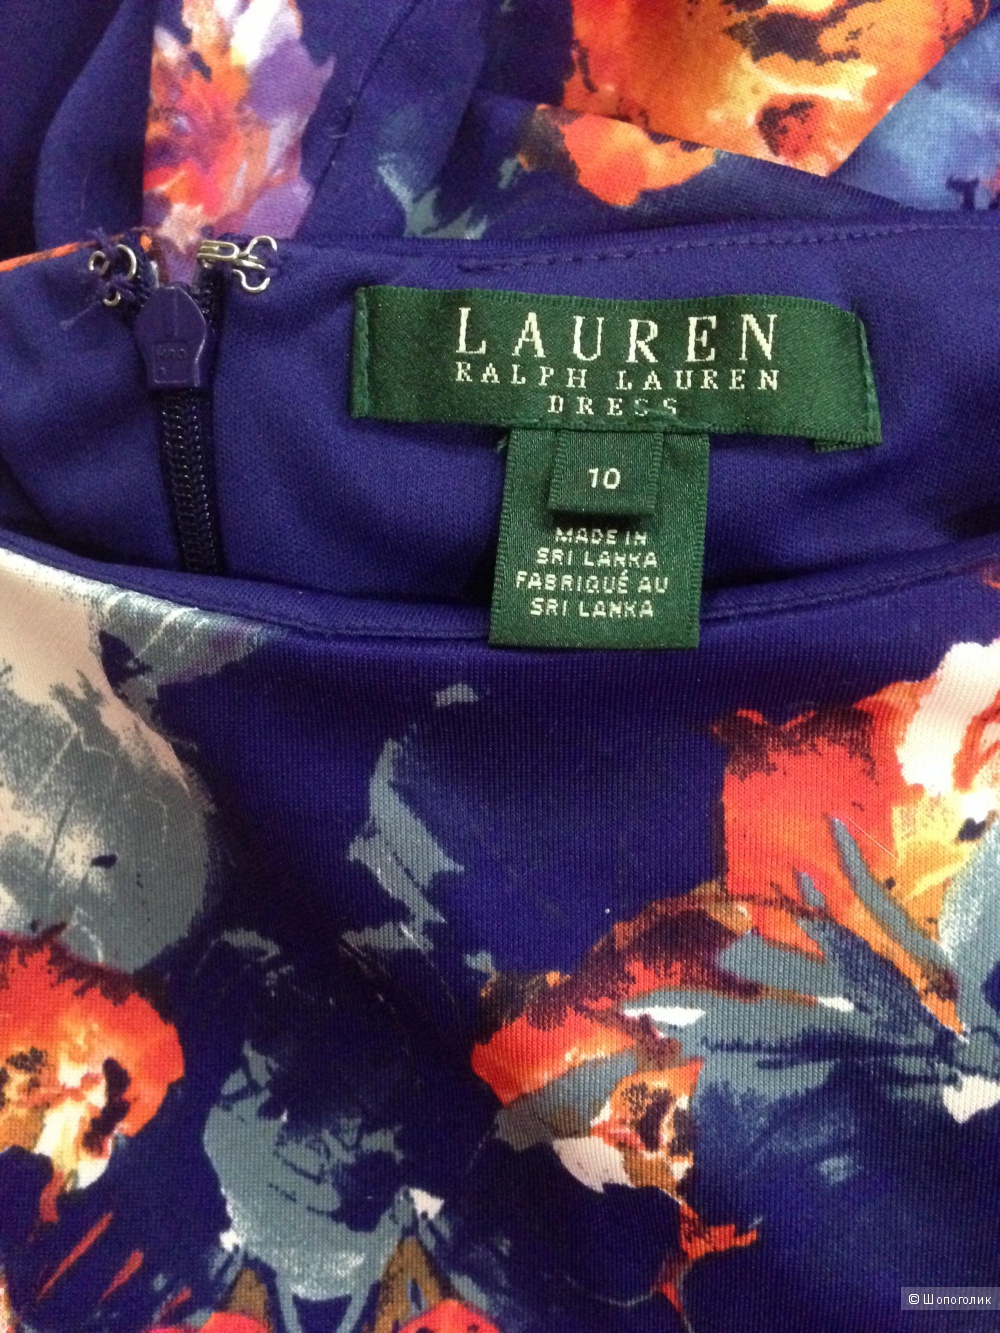 LAUREN
RALPH LAUREN
DRESS
10
MADE IN
SRI LANKA
FABRIQUÉ AU
SRI LANKA
© Шопоголик